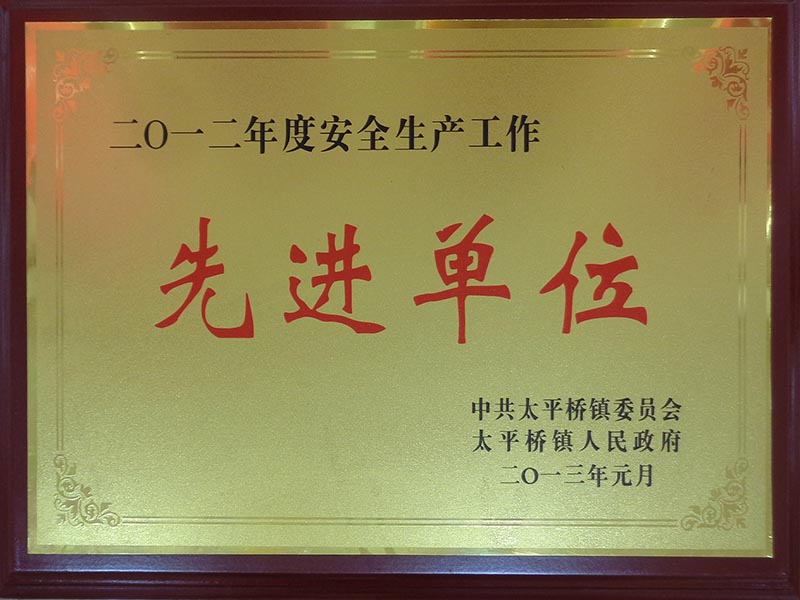 二〇一二年度安全生产工作
先进单位
中共太平桥镇委员会
太平桥镇人民政府
二〇一三年元月